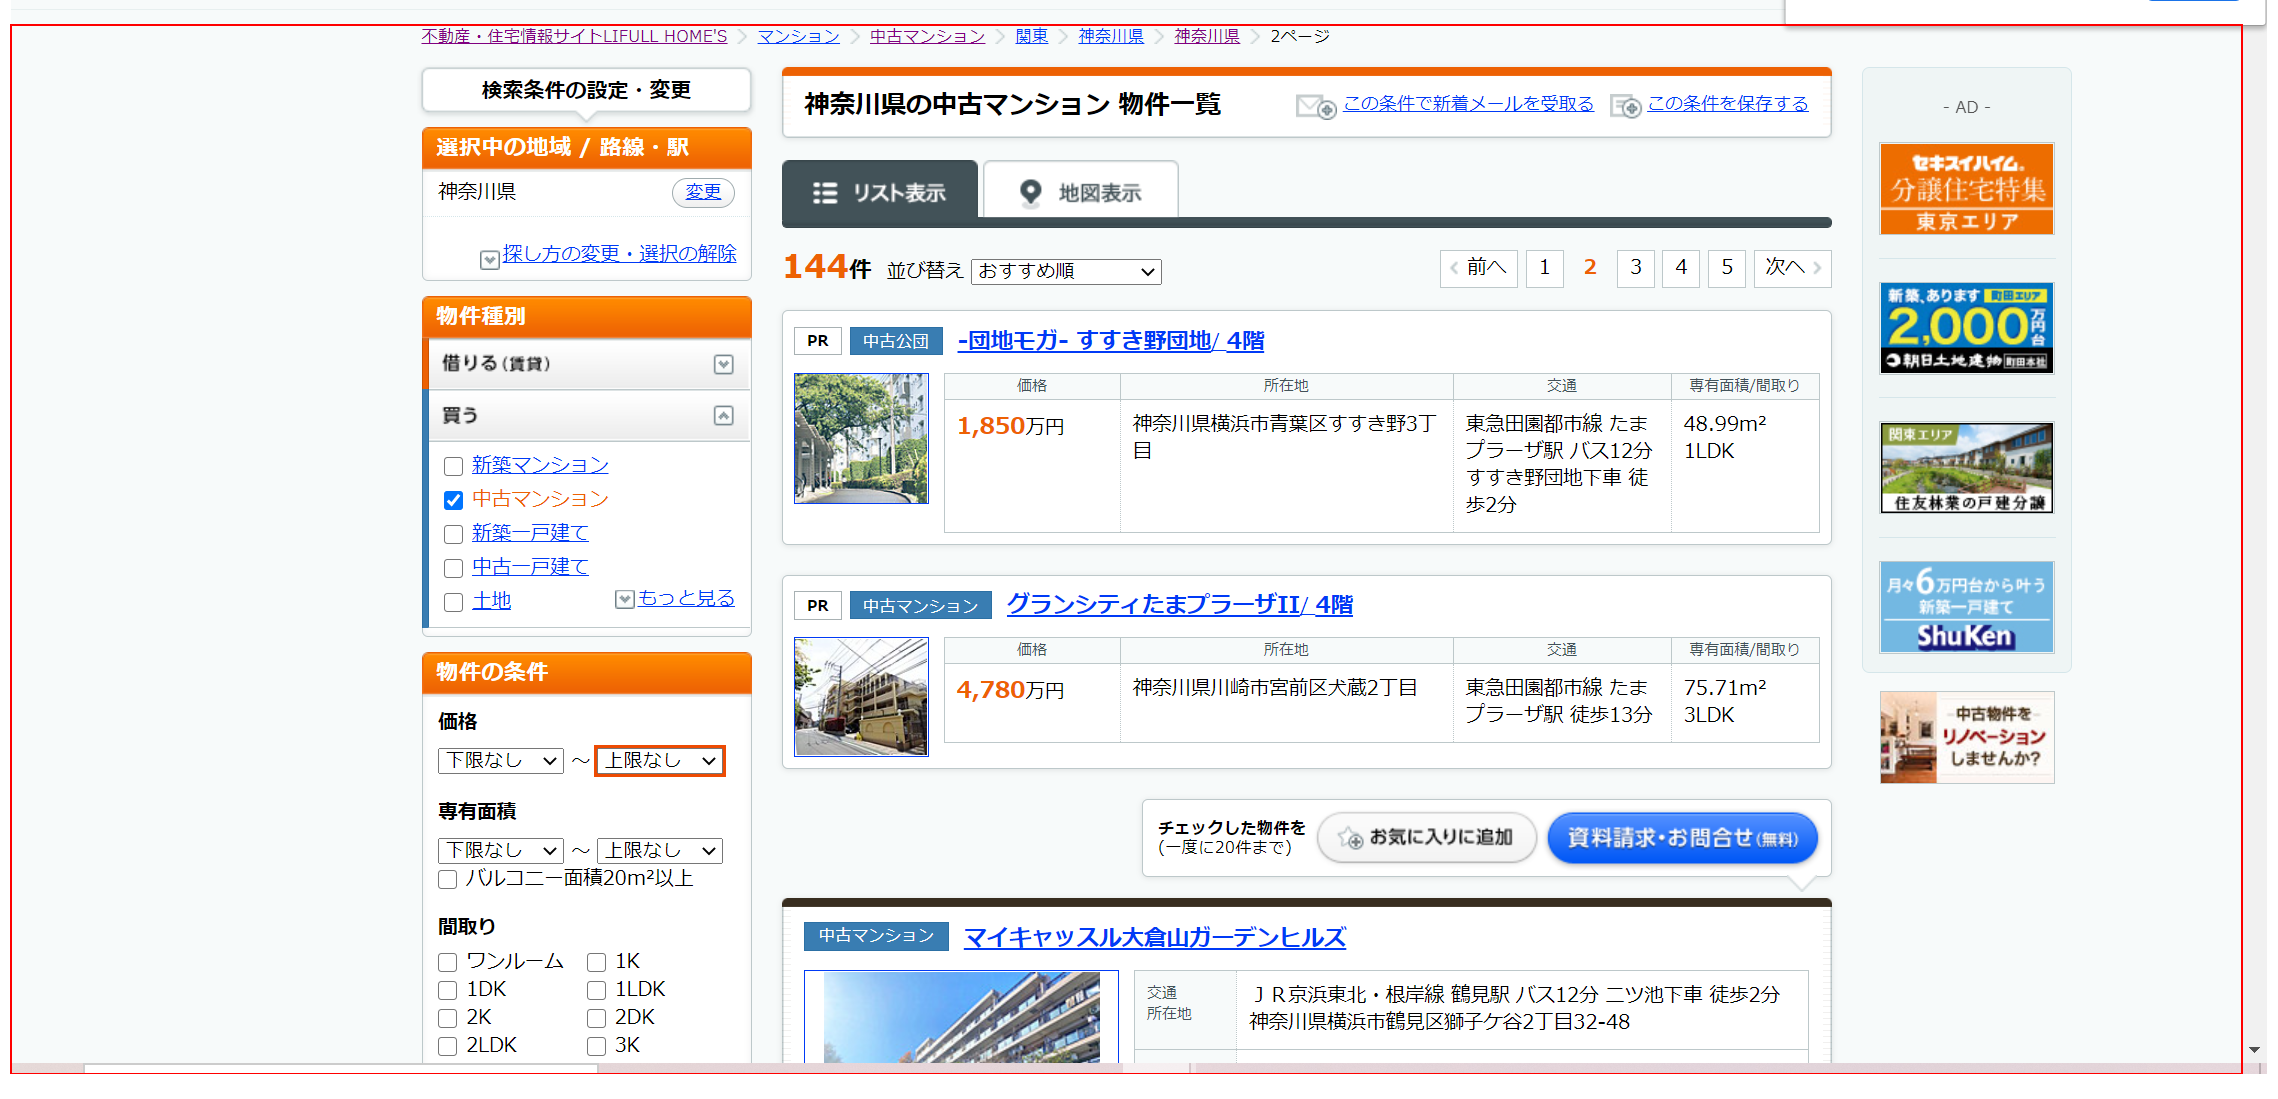 不動産・住宅情報サイトLIFULL HOME'S > マンション > 中古マンション > 関東 > 神奈川県 > 神奈川県 > 2ページ
検索条件の設定・変更
選択中の地域 / 路線・駅
神奈川県 変更
探し方の変更・選択の解除
物件種別
借りる(賃貸)
買う
新築マンション
中古マンション
新築一戸建て
中古一戸建て
土地 もっと見る
物件の条件
価格
下限なし ～ 上限なし
専有面積
下限なし ～ 上限なし
バルコニー面積20m²以上
間取り
ワンルーム 1K
1DK 1LDK
2K 2DK
2LDK 3K
神奈川県の中古マンション 物件一覧 この条件で新着メールを受取る この条件を保存する
リスト表示 地図表示
144件 並び替え おすすめ順 前へ 1 2 3 4 5 次へ
PR 中古公団 -団地モガ- すすき野団地/ 4階
価格 所在地 交通 専有面積/間取り
1,850万円
神奈川県横浜市青葉区すすき野3丁
目
東急田園都市線 たま
プラーザ駅 バス12分
すすき野団地下車 徒
歩2分
48.99m²
1LDK
PR 中古マンション グランシティたまプラーザII/ 4階
価格 所在地 交通 専有面積/間取り
4,780万円
神奈川県川崎市宮前区犬蔵2丁目
東急田園都市線 たま
プラーザ駅 徒歩13分
75.71m²
3LDK
チェックした物件を
(一度に20件まで)
お気に入りに追加
資料請求・お問合せ(無料)
中古マンション マイキャッスル大倉山ガーデンヒルズ
交通
所在地
ＪＲ京浜東北・根岸線 鶴見駅 バス12分 二ツ池下車 徒歩2分
神奈川県横浜市鶴見区獅子ケ谷2丁目32-48
- AD -
セキスイハイム。
分譲住宅特集
東京エリア
新築、あります 町田エリア
2,000万円台
朝日土地建物 町田本社
関東エリア
住友林業の戸建分譲
月々6万円台から叶う
新築一戸建て
ShuKen
中古物件を
リノベーション
しませんか?